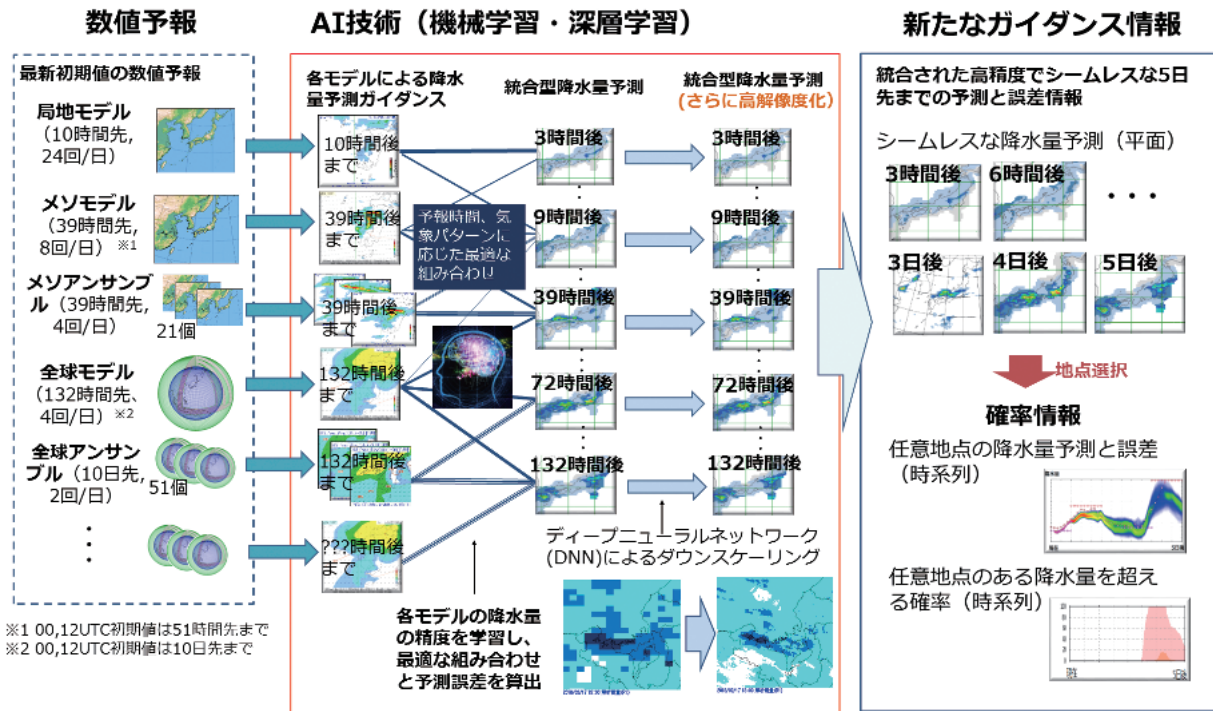 数値予報
AI技術（機械学習・深層学習）
新たなガイダンス情報
最新初期値の数値予報
局地モデル
（10時間先,
24回/日）
メソモデル
（39時間先,
8回/日） ※1
メソアンサンブ
ル（39時間先,
4回/日）
21個
全球モデル
（132時間先、
4回/日）※2
全球アンサン
ブル（10日先,
2回/日）
51個
※1 00,12UTC初期値は51時間先まで
※2 00,12UTC初期値は10日先まで
各モデルによる降水
量予測ガイダンス
10時間後
まで
39時間後
まで
39時間後
まで
132時間後
まで
132時間後
まで
???時間後
まで
予報時間、気
象パターンに
応じた最適な
組み合わせ
各モデルの降水量
の精度を学習し、
最適な組み合わせ
と予測誤差を算出
統合型降水量予測
3時間後
9時間後
39時間後
72時間後
132時間後
統合型降水量予測
(さらに高解像度化）
3時間後
9時間後
39時間後
72時間後
132時間後
ディープニューラルネットワーク
(DNN)によるダウンスケーリング
統合された高精度でシームレスな5日
先までの予測と誤差情報
シームレスな降水量予測（平面）
3時間後
6時間後
・・・
3日後
4日後
5日後
地点選択
確率情報
任意地点の降水量予測と誤差
（時系列）
任意地点のある降水量を超え
る確率（時系列）